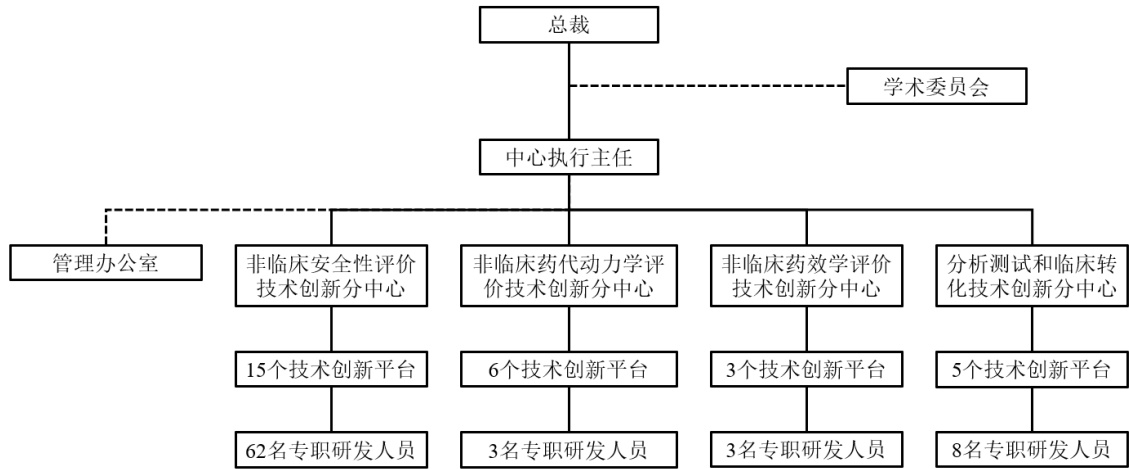 总裁
学术委员会
中心执行主任
管理办公室
非临床安全性评价
技术创新分中心
非临床药代动力学评
价技术创新分中心
非临床药效学评价
技术创新分中心
分析测试和临床转
化技术创新分中心
15个技术创新平台
6个技术创新平台
3个技术创新平台
5个技术创新平台
62名专职研发人员
3名专职研发人员
3名专职研发人员
8名专职研发人员